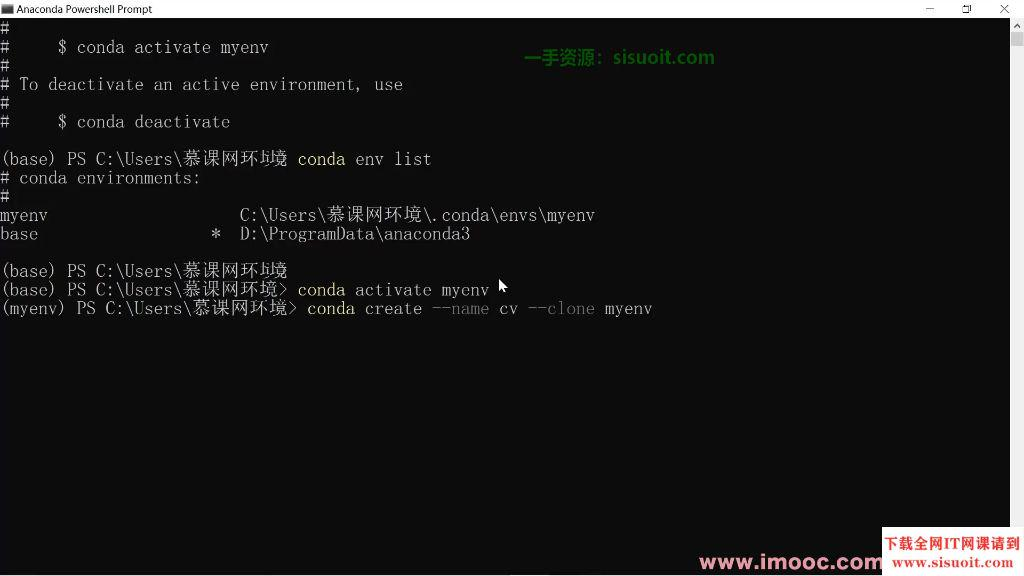 Anaconda Powershell Prompt
#
#     $ conda activate myenv
#
# To deactivate an active environment, use
#
#     $ conda deactivate
一手资源：sisuoit.com
(base) PS C:\Users\慕课网环境 conda env list
# conda environments:
#
myenv                    C:\Users\慕课网环境\.conda\envs\myenv
base                  *  D:\ProgramData\anaconda3
(base) PS C:\Users\慕课网环境
(base) PS C:\Users\慕课网环境> conda activate myenv
(myenv) PS C:\Users\慕课网环境> conda create --name cv --clone myenv
www.imooc.com
下载全网IT网课请到
www.sisuoit.com